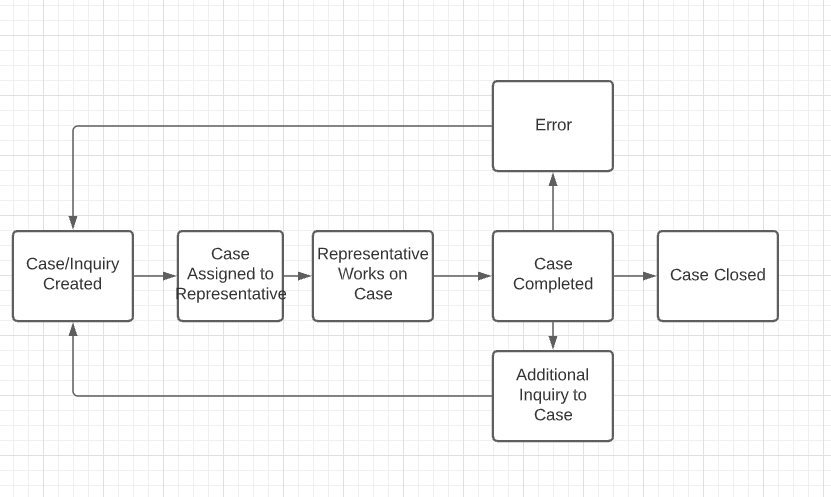 Error
Case/Inquiry
Created
Case
Assigned to
Representative
Representative
Works on
Case
Case
Completed
Case Closed
Additional
Inquiry to
Case